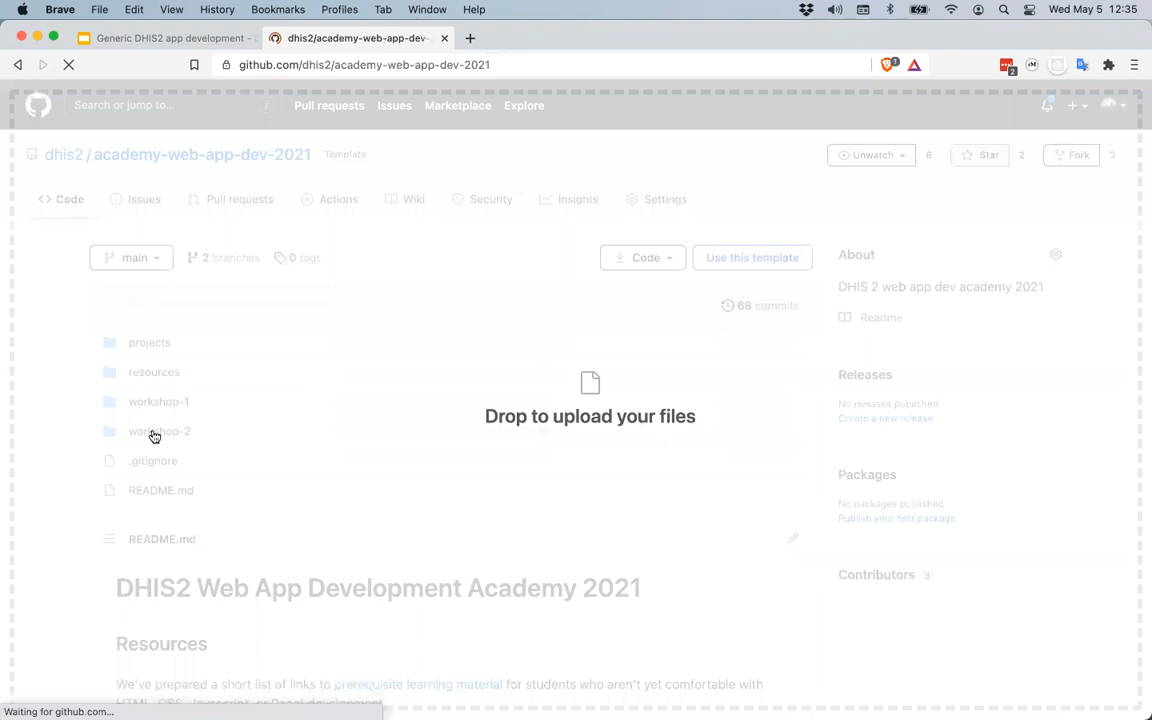 Brave File Edit View History Bookmarks Profiles Tab Window Help Wed May 5 12:35
Generic DHIS2 app development – dhis2/academy-web-app-dev-
github.com/dhis2/academy-web-app-dev-2021
Search or jump to... / Pull requests Issues Marketplace Explore
dhis2 / academy-web-app-dev-2021 Template Unwatch 8 Star 2 Fork 3
Code Issues Pull requests Actions Wiki Security Insights Settings
main 2 branches 0 tags Code Use this template About
DHIS 2 web app dev academy 2021
68 commits
Readme
projects
resources
Releases
workshop-1
No releases published
Create a new release
Drop to upload your files
workshop-2
.gitignore
Packages
README.md
No packages published
Publish your first package
README.md
Contributors 3
DHIS2 Web App Development Academy 2021
Resources
We've prepared a short list of links to prerequisite learning material for students who aren't yet comfortable with
HTML, CSS, Javascript, or React development
Waiting for github.com...